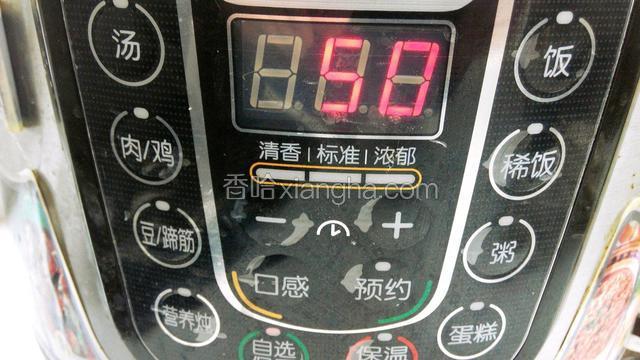 汤
50
饭
肉/鸡
清香 | 标准 | 浓郁
稀饭
香哈xiangha.com
豆/蹄筋
− +
粥
口感
预约
营养炖
自选
保温
蛋糕